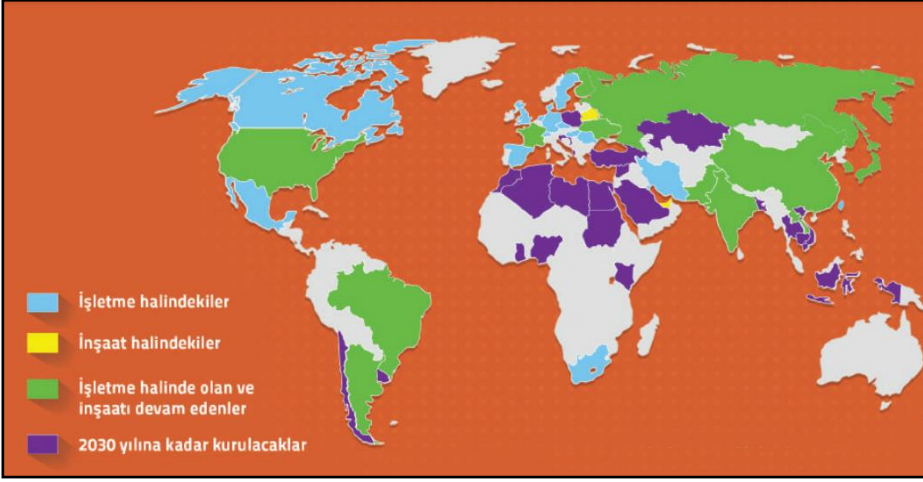 İşletme halindekiler
İnşaat halindekiler
İşletme halinde olan ve
inşaatı devam edenler
2030 yılına kadar kurulacaklar